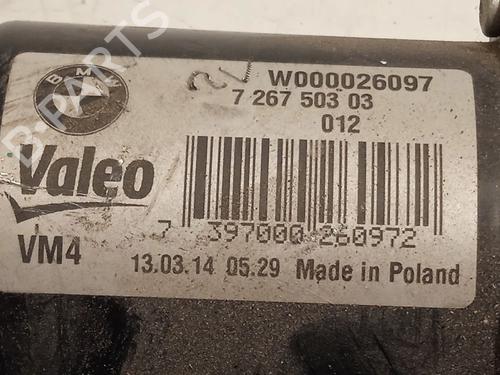 BMW
2L
W000026097
7 267 503 03
012
B-PARTS
Valeo
7 397000 260972
VM4
13.03.14 05.29 Made in Poland